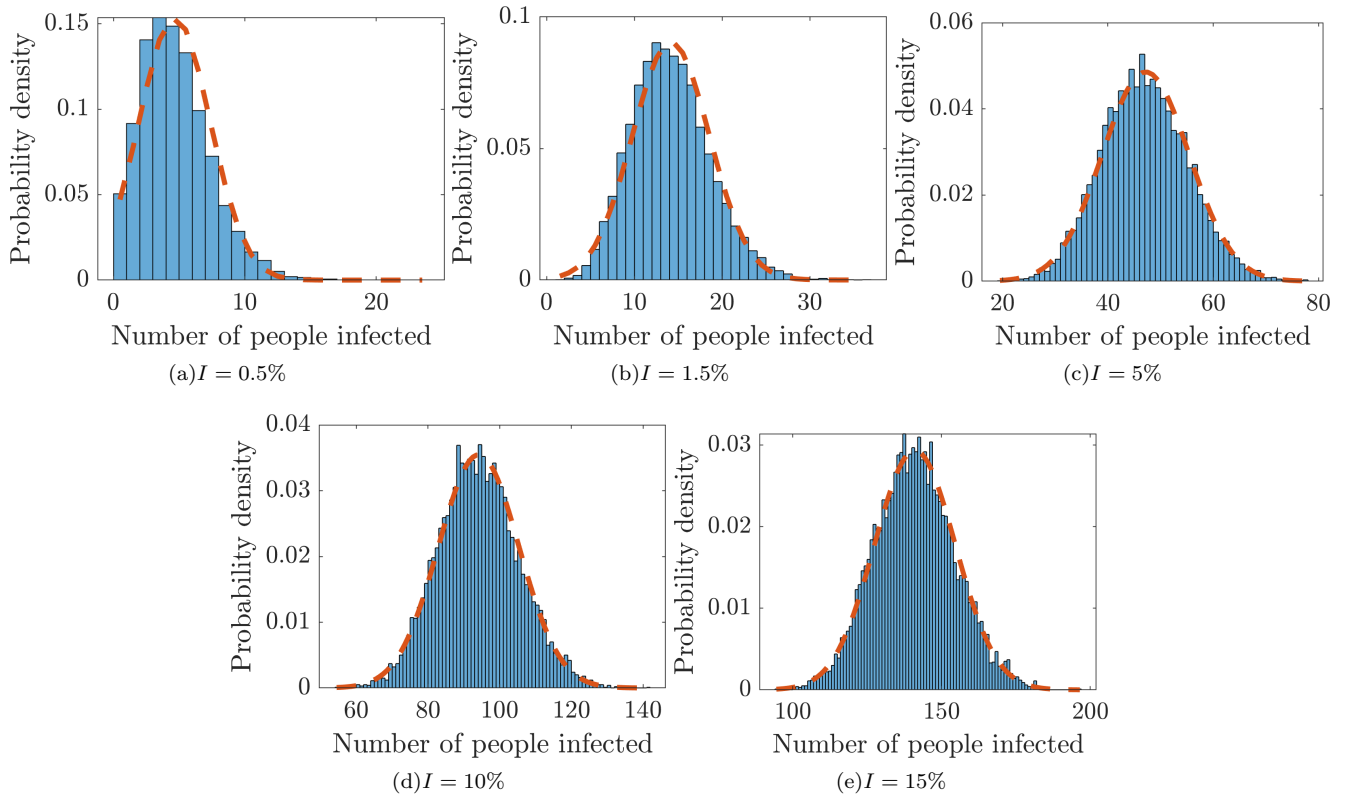 0.15
0.1
0.05
0
0
10
20
Probability density
Number of people infected
(a)I = 0.5%
0.1
0.05
0
0
10
20
30
Probability density
Number of people infected
(b)I = 1.5%
0.06
0.04
0.02
0
20
40
60
80
Probability density
Number of people infected
(c)I = 5%
0.04
0.03
0.02
0.01
0
60
80
100
120
140
Probability density
Number of people infected
(d)I = 10%
0.03
0.02
0.01
0
100
150
200
Probability density
Number of people infected
(e)I = 15%